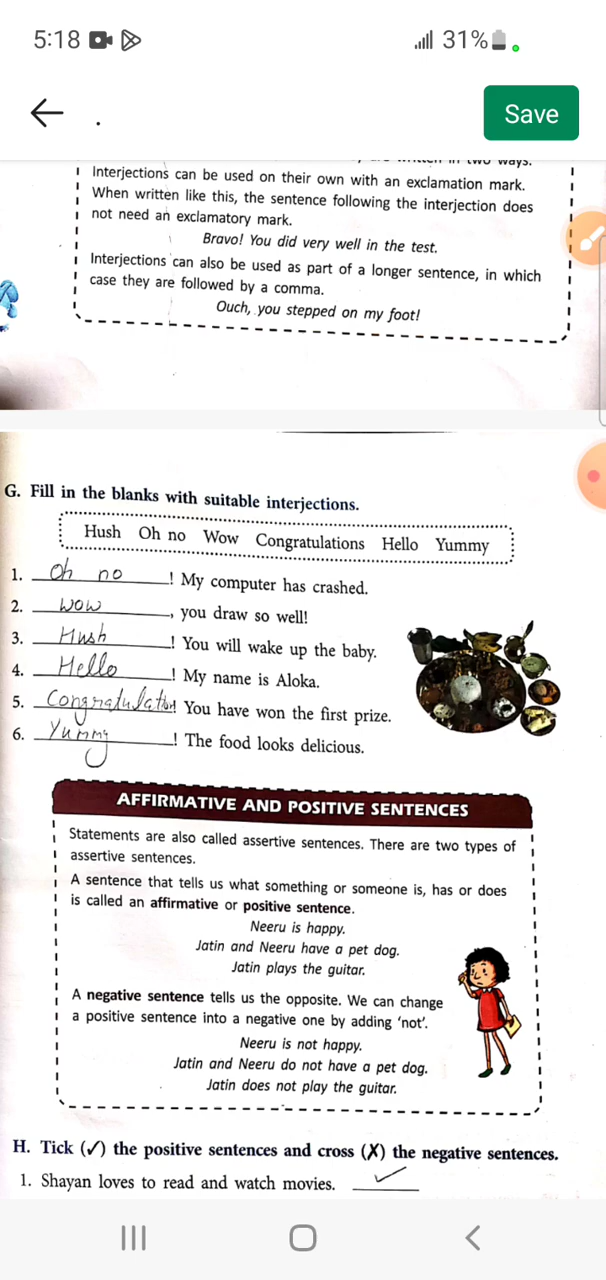 5:18
31%
.
Save
Interjections can be used on their own with an exclamation mark.
When written like this, the sentence following the interjection does
not need an exclamatory mark.
Bravo! You did very well in the test.
Interjections can also be used as part of a longer sentence, in which
case they are followed by a comma.
Ouch, you stepped on my foot!
G. Fill in the blanks with suitable interjections.
Hush Oh no Wow Congratulations Hello Yummy
1. Oh no ! My computer has crashed.
2. Wow , you draw so well!
3. Hush ! You will wake up the baby.
4. Hello ! My name is Aloka.
5. Congratulation! You have won the first prize.
6. Yummy ! The food looks delicious.
AFFIRMATIVE AND POSITIVE SENTENCES
Statements are also called assertive sentences. There are two types of
assertive sentences.
A sentence that tells us what something or someone is, has or does
is called an affirmative or positive sentence.
Neeru is happy.
Jatin and Neeru have a pet dog.
Jatin plays the guitar.
A negative sentence tells us the opposite. We can change
a positive sentence into a negative one by adding ‘not’.
Neeru is not happy.
Jatin and Neeru do not have a pet dog.
Jatin does not play the guitar.
H. Tick (✓) the positive sentences and cross (✗) the negative sentences.
1. Shayan loves to read and watch movies. ✓